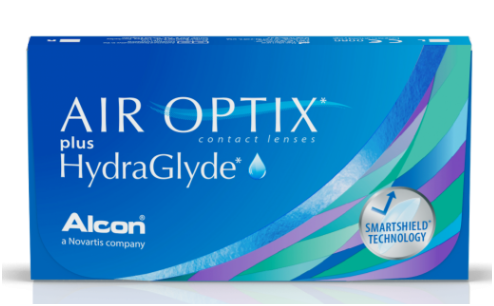 AIR OPTIX*
contact lenses
plus
HydraGlyde*
Alcon®
a Novartis company
SMARTSHIELD®
TECHNOLOGY